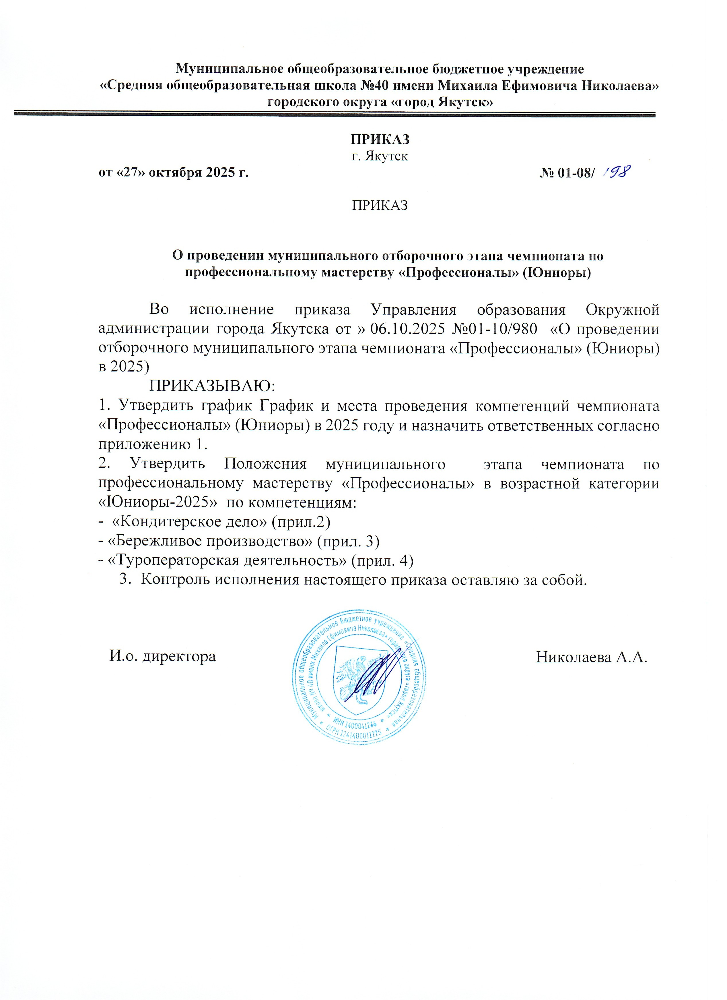 Муниципальное общеобразовательное бюджетное учреждение
«Средняя общеобразовательная школа №40 имени Михаила Ефимовича Николаева»
городского округа «город Якутск»
ПРИКАЗ
г. Якутск
от «27» октября 2025 г. № 01-08/ 198
ПРИКАЗ
О проведении муниципального отборочного этапа чемпионата по
профессиональному мастерству «Профессионалы» (Юниоры)
Во исполнение приказа Управления образования Окружной
администрации города Якутска от » 06.10.2025 №01-10/980 «О проведении
отборочного муниципального этапа чемпионата «Профессионалы» (Юниоры)
в 2025)
ПРИКАЗЫВАЮ:
1. Утвердить график График и места проведения компетенций чемпионата
«Профессионалы» (Юниоры) в 2025 году и назначить ответственных согласно
приложению 1.
2. Утвердить Положения муниципального этапа чемпионата по
профессиональному мастерству «Профессионалы» в возрастной категории
«Юниоры-2025» по компетенциям:
- «Кондитерское дело» (прил.2)
- «Бережливое производство» (прил. 3)
- «Туроператорская деятельность» (прил. 4)
3. Контроль исполнения настоящего приказа оставляю за собой.
И.о. директора Николаева А.А.
Муниципальное общеобразовательное бюджетное учреждение «Средняя общеобразовательная
школа № 40 имени Михаила Ефимовича Николаева» городского округа «город Якутск»
ИНН 1400041236
ОГРН 1241400011225